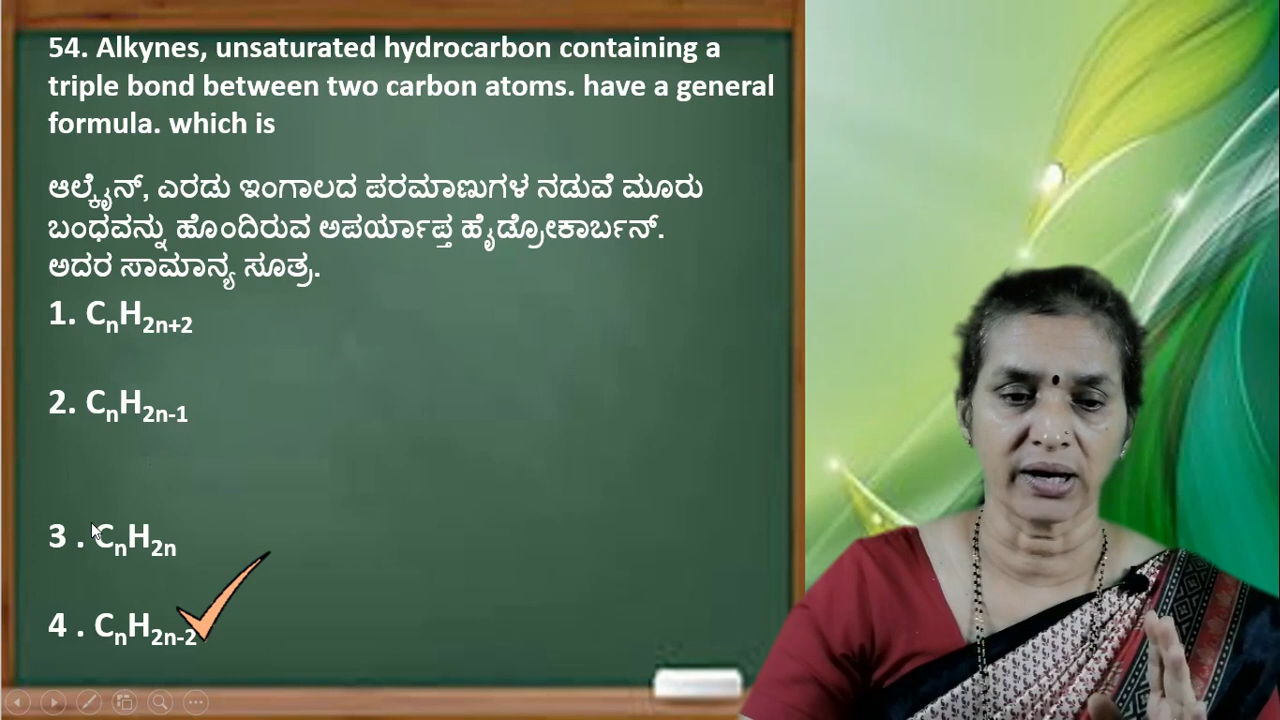 54. Alkynes, unsaturated hydrocarbon containing a
triple bond between two carbon atoms. have a general
formula. which is
ಆಲ್ಕೈನ್, ಎರಡು ಇಂಗಾಲದ ಪರಮಾಣುಗಳ ನಡುವೆ ಮೂರು
ಬಂಧವನ್ನು ಹೊಂದಿರುವ ಅಪರ್ಯಾಪ್ತ ಹೈಡ್ರೋಕಾರ್ಬನ್.
ಅದರ ಸಾಮಾನ್ಯ ಸೂತ್ರ.
1. CnH2n+2
2. CnH2n-1
3 . CnH2n
4 . CnH2n-2